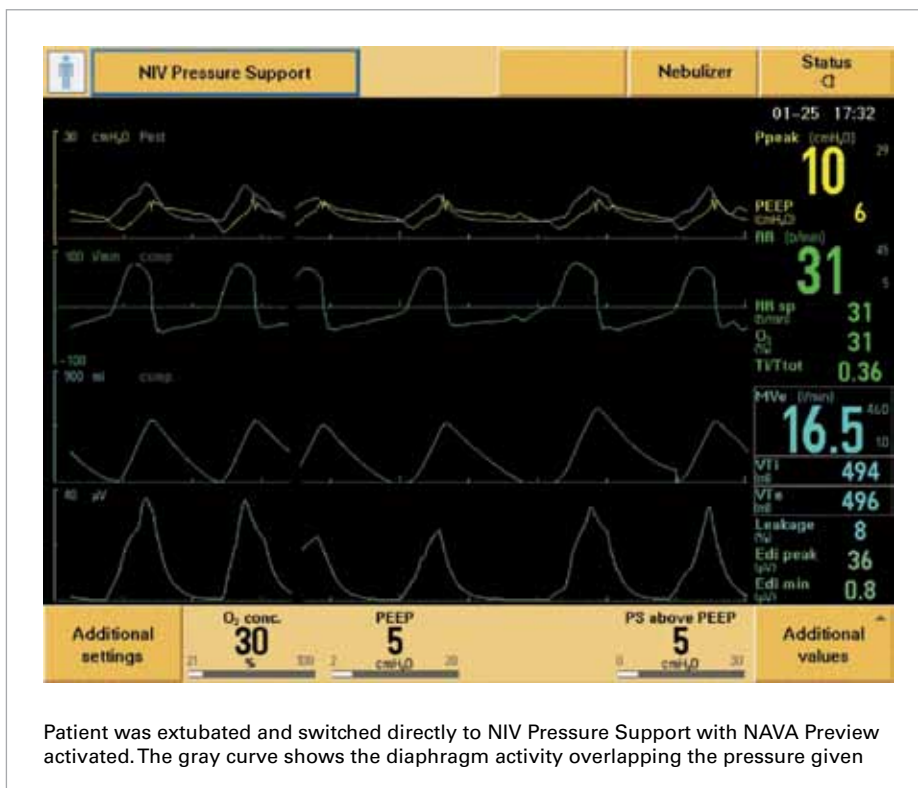 NIV Pressure Support
Nebulizer
Status
01-25 17:32
30 cmH₂O Pest
Ppeak (cmH₂O)
29
10
PEEP
(cmH₂O)
6
RR (b/min)
45
31
5
100 l/min comp.
-100
RR sp
(b/min)
31
O₂
(%)
31
Ti/Ttot
0.36
900 ml comp.
MVe (l/min)
16.5
VTi
(ml)
494
VTe
(ml)
496
40 µV
Leakage
(%)
8
Edi peak
(µV)
36
Edi min
(µV)
0.8
Additional
settings
O₂ conc.
30
21 % 100
PEEP
5
2 cmH₂O 20
PS above PEEP
5
0 cmH₂O 30
Additional
values
Patient was extubated and switched directly to NIV Pressure Support with NAVA Preview
activated. The gray curve shows the diaphragm activity overlapping the pressure given